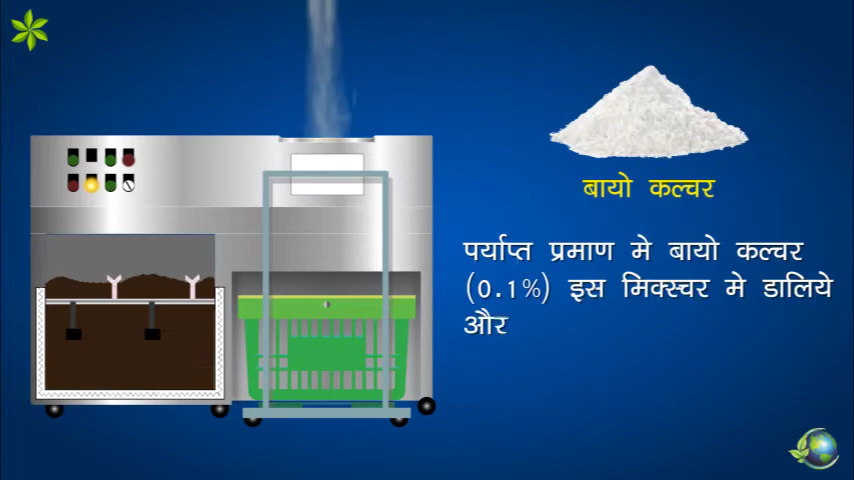 बायो कल्चर
पर्याप्त प्रमाण मे बायो कल्चर
(0.1%) इस मिक्स्चर मे डालिये
और